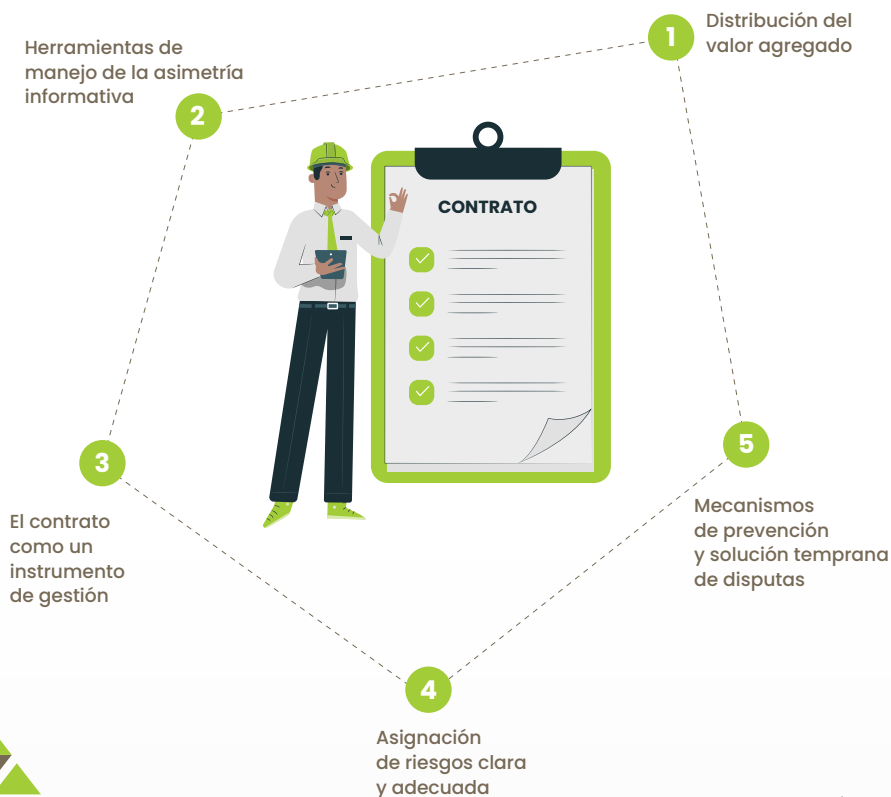 1
Distribución del
valor agregado
Herramientas de
manejo de la asimetría
informativa
2
CONTRATO
3
El contrato
como un
instrumento
de gestión
5
Mecanismos
de prevención
y solución temprana
de disputas
4
Asignación
de riesgos clara
y adecuada